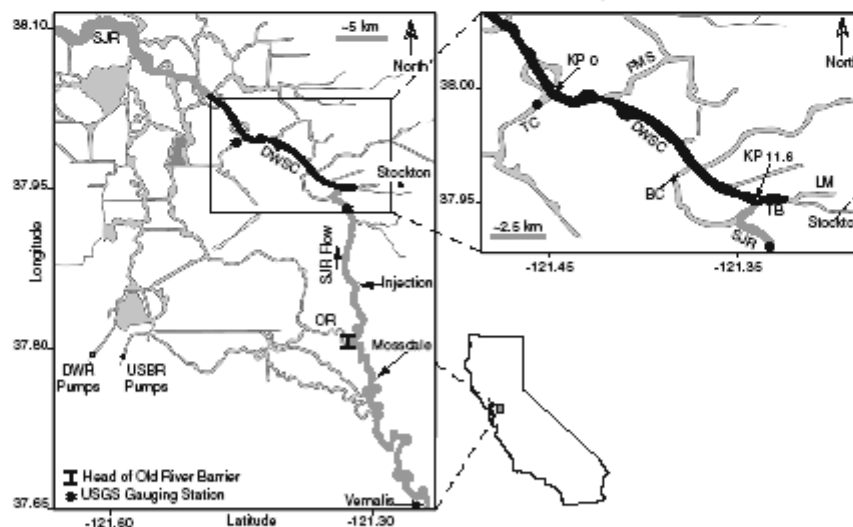 38.10
SJR
~5 km
North
DWSC
Stockton
37.95
Longitude
SJR Flow
Injection
OR
37.80
Mossdale
DWR
Pumps
USBR
Pumps
Head of Old River Barrier
USGS Gauging Station
Vernalis
37.65
-121.60
Latitude
-121.30
KP 0
38.00
TC
DWSC
North
KP 11.6
BC
LM
37.95
TB
Stockto
~2.5 km
SJR
-121.45
-121.35